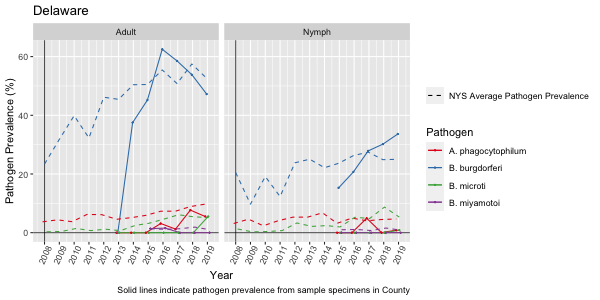 Delaware
Adult
Nymph
Pathogen Prevalence (%)
60
40
20
0
2008 2009 2010 2011 2012 2013 2014 2015 2016 2017 2018 2019
2008 2009 2010 2011 2012 2013 2014 2015 2016 2017 2018 2019
Year
Solid lines indicate pathogen prevalence from sample specimens in County
NYS Average Pathogen Prevalence
Pathogen
A. phagocytophilum
B. burgdorferi
B. microti
B. miyamotoi